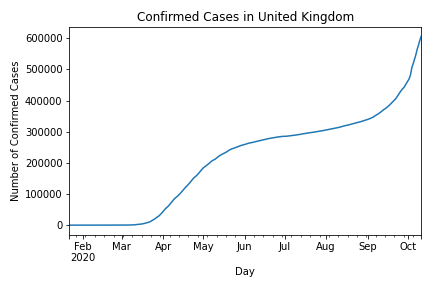 Confirmed Cases in United Kingdom
Number of Confirmed Cases
600000
500000
400000
300000
200000
100000
0
Feb Mar Apr May Jun Jul Aug Sep Oct
2020
Day